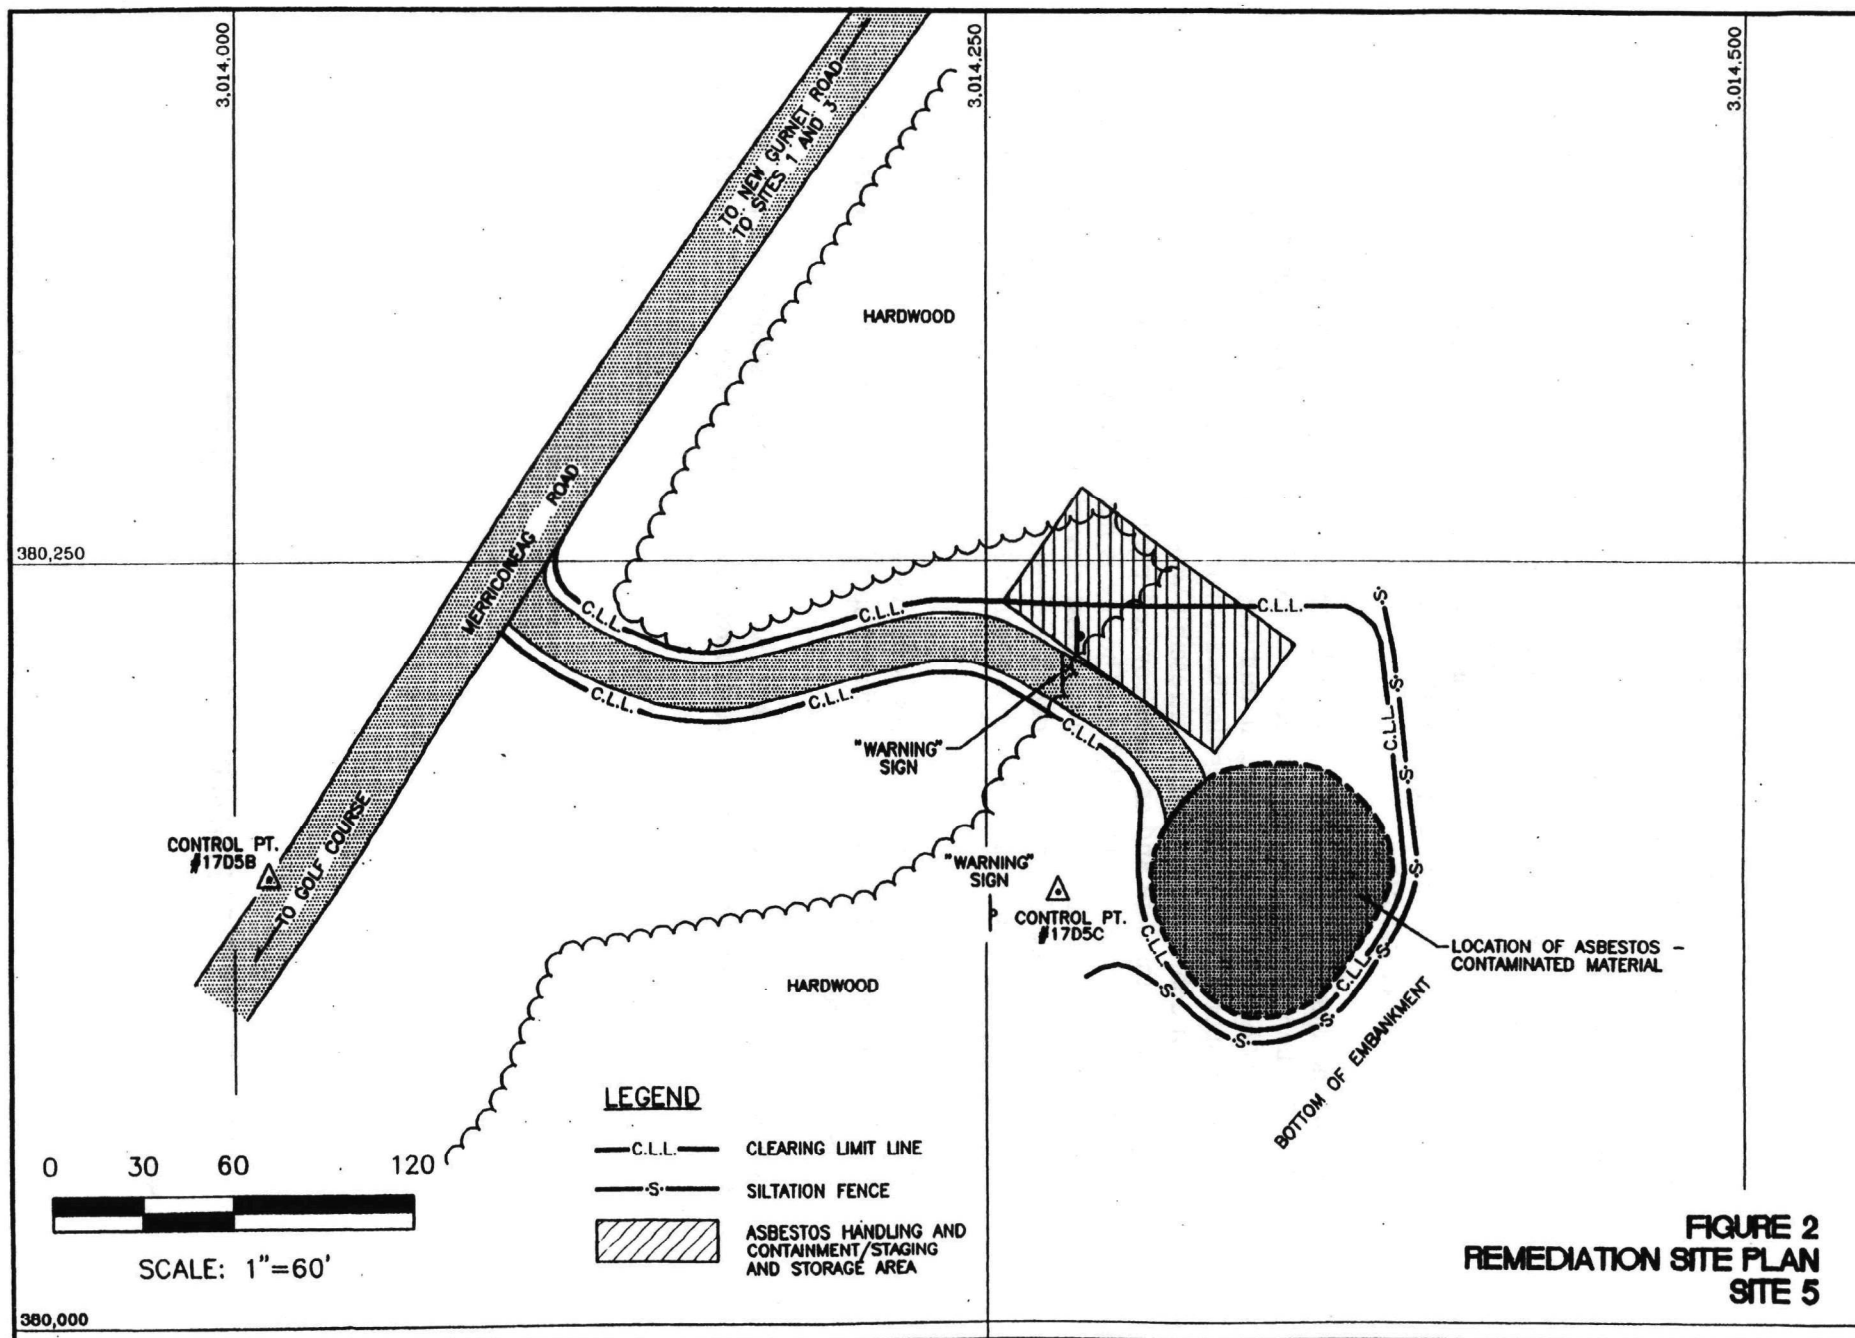 3,014,000
3,014,250
3,014,500
TO NEW GURNET ROAD
TO SITES 1 AND 3
HARDWOOD
MERRICONEAG ROAD
380,250
C.L.L.
C.L.L.
C.L.L.
C.L.L.
C.L.L.
C.L.L.
C.L.L.
C.L.L.
C.L.L.
S
S
S
S
S
S
S
S
"WARNING"
SIGN
CONTROL PT.
#17D5B
TO GOLF COURSE
"WARNING"
SIGN
CONTROL PT.
#17D5C
LOCATION OF ASBESTOS -
CONTAMINATED MATERIAL
HARDWOOD
BOTTOM OF EMBANKMENT
LEGEND
C.L.L. CLEARING LIMIT LINE
S SILTATION FENCE
ASBESTOS HANDLING AND
CONTAINMENT/STAGING
AND STORAGE AREA
0 30 60 120
SCALE: 1"=60'
FIGURE 2
REMEDIATION SITE PLAN
SITE 5
380,000